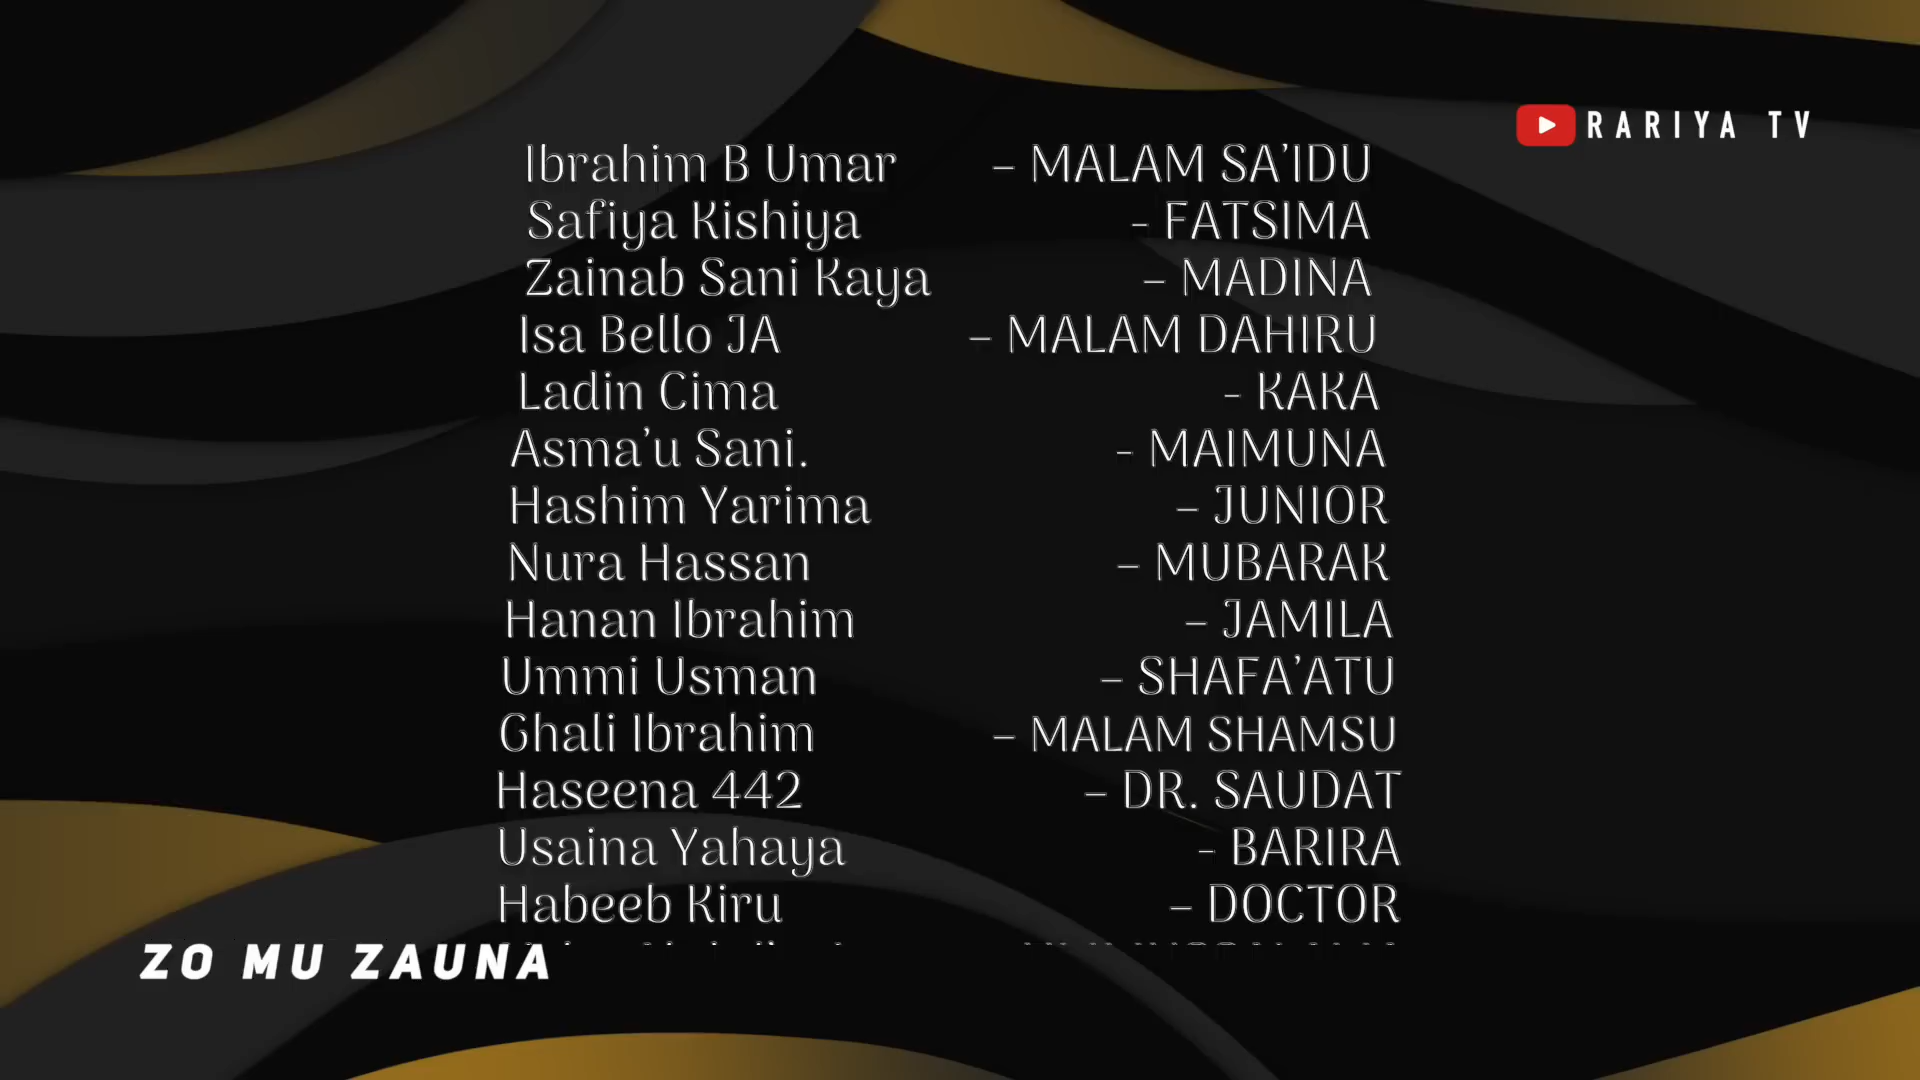 RARIYA TV
Ibrahim B Umar – MALAM SA’IDU
Safiya Kishiya - FATSIMA
Zainab Sani Kaya – MADINA
Isa Bello JA – MALAM DAHIRU
Ladin Cima - KAKA
Asma’u Sani. - MAIMUNA
Hashim Yarima – JUNIOR
Nura Hassan – MUBARAK
Hanan Ibrahim – JAMILA
Ummi Usman – SHAFA’ATU
Ghali Ibrahim – MALAM SHAMSU
Haseena 442 – DR. SAUDAT
Usaina Yahaya - BARIRA
Habeeb Kiru – DOCTOR
ZO MU ZAUNA